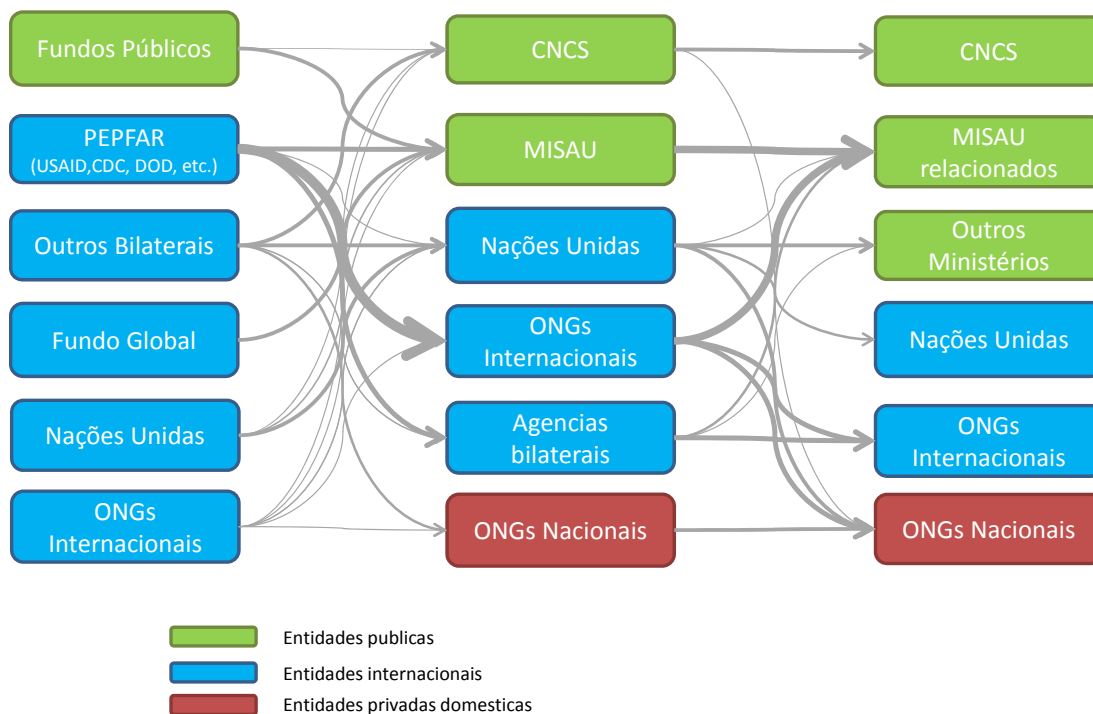 Fundos Públicos
PEPFAR
(USAID,CDC, DOD, etc.)
Outros Bilaterais
Fundo Global
Nações Unidas
ONGs
Internacionais
CNCS
MISAU
Nações Unidas
ONGs
Internacionais
Agencias
bilaterais
ONGs Nacionais
CNCS
MISAU
relacionados
Outros
Ministérios
Nações Unidas
ONGs
Internacionais
ONGs Nacionais
Entidades publicas
Entidades internacionais
Entidades privadas domesticas